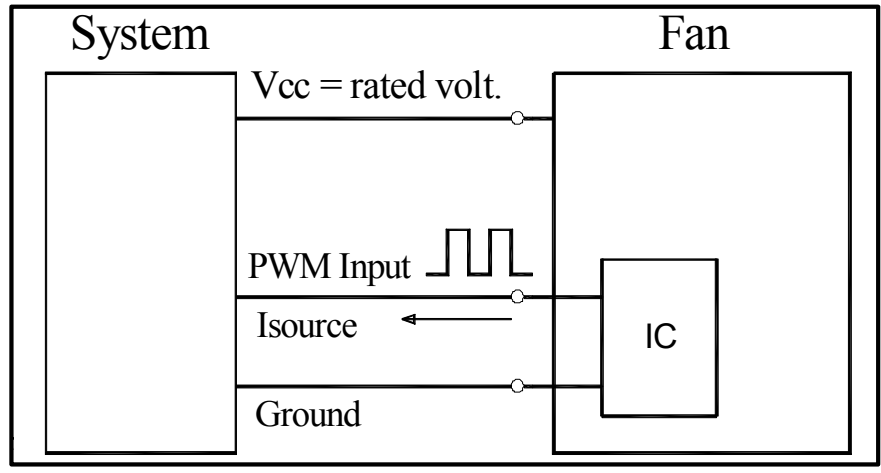 System
Fan
Vcc = rated volt.
PWM Input
Isource
IC
Ground